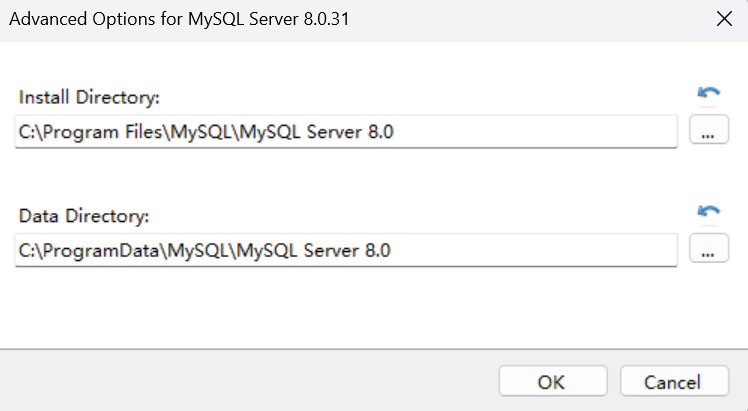 Advanced Options for MySQL Server 8.0.31
Install Directory:
C:\Program Files\MySQL\MySQL Server 8.0
...
Data Directory:
C:\ProgramData\MySQL\MySQL Server 8.0
...
OK Cancel